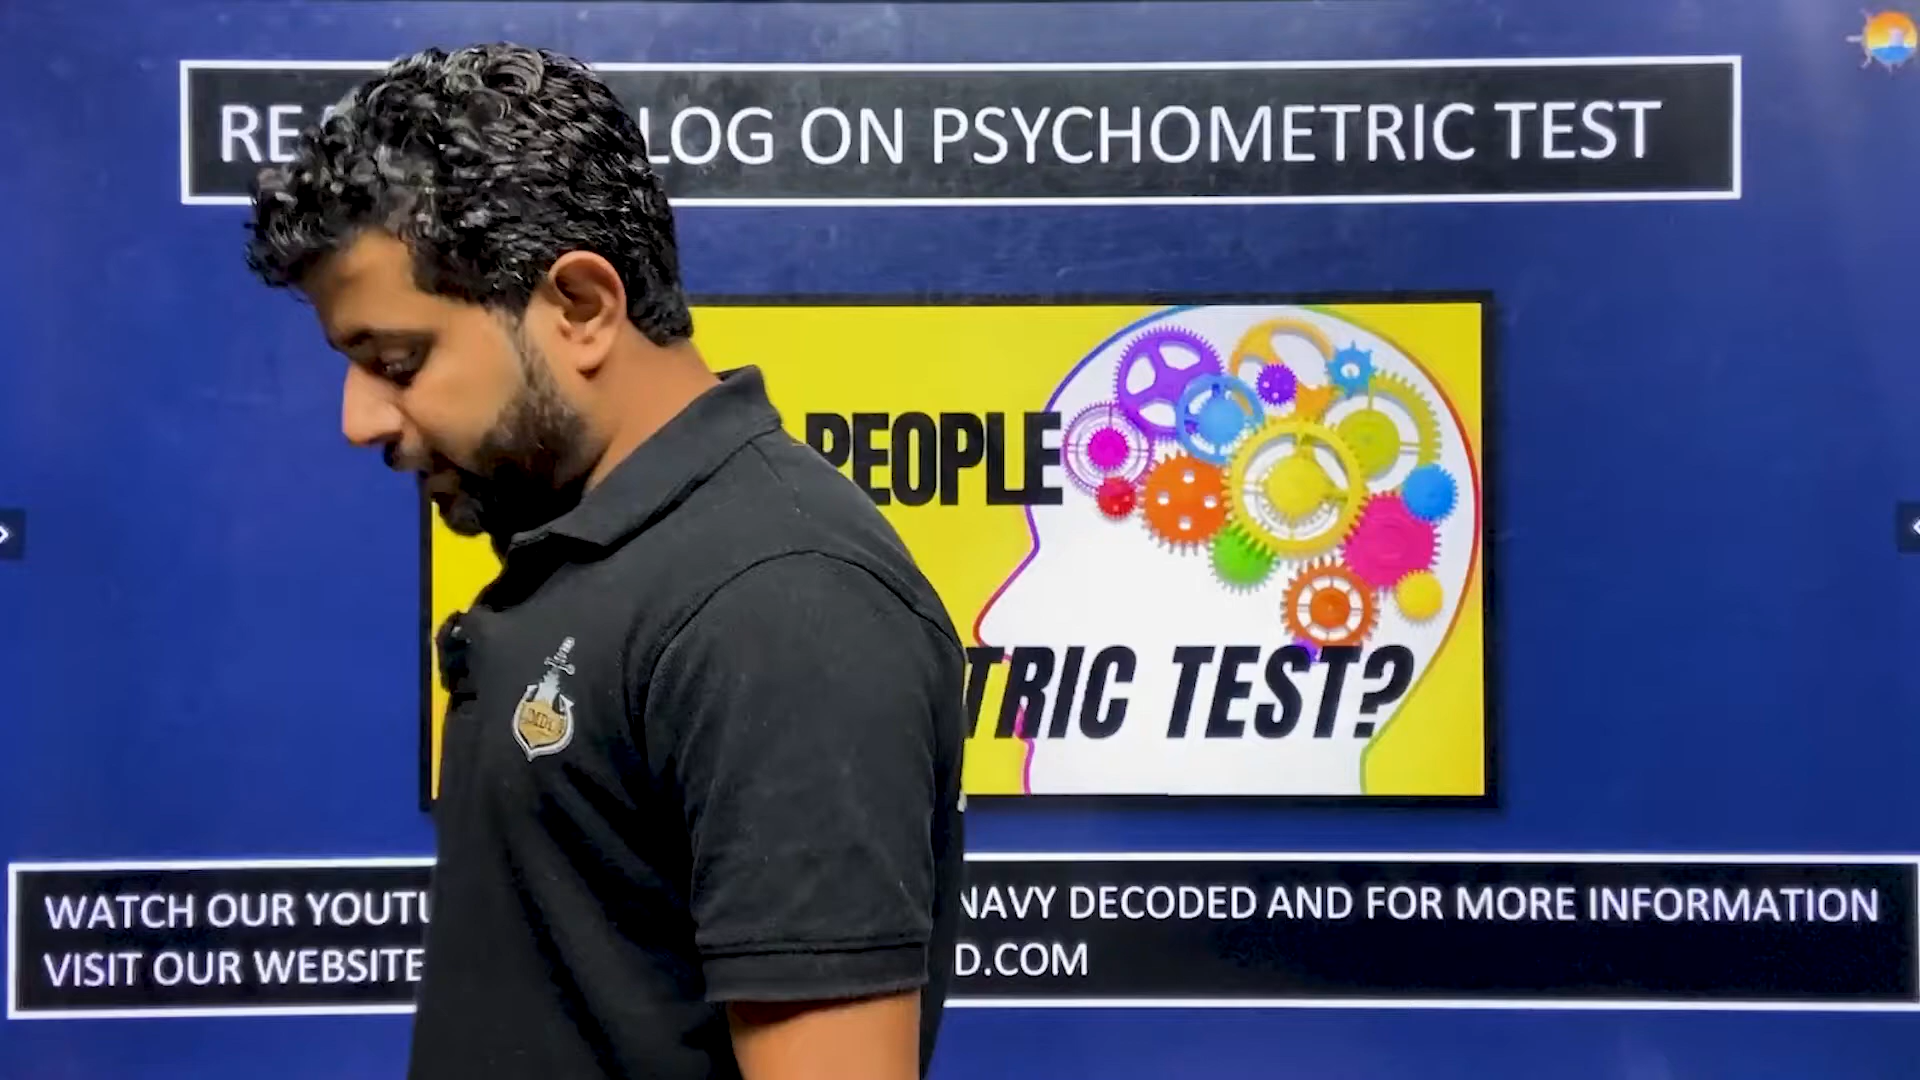 RE LOG ON PSYCHOMETRIC TEST
PEOPLE
TRIC TEST?
WATCH OUR YOUTU NAVY DECODED AND FOR MORE INFORMATION
VISIT OUR WEBSITE D.COM